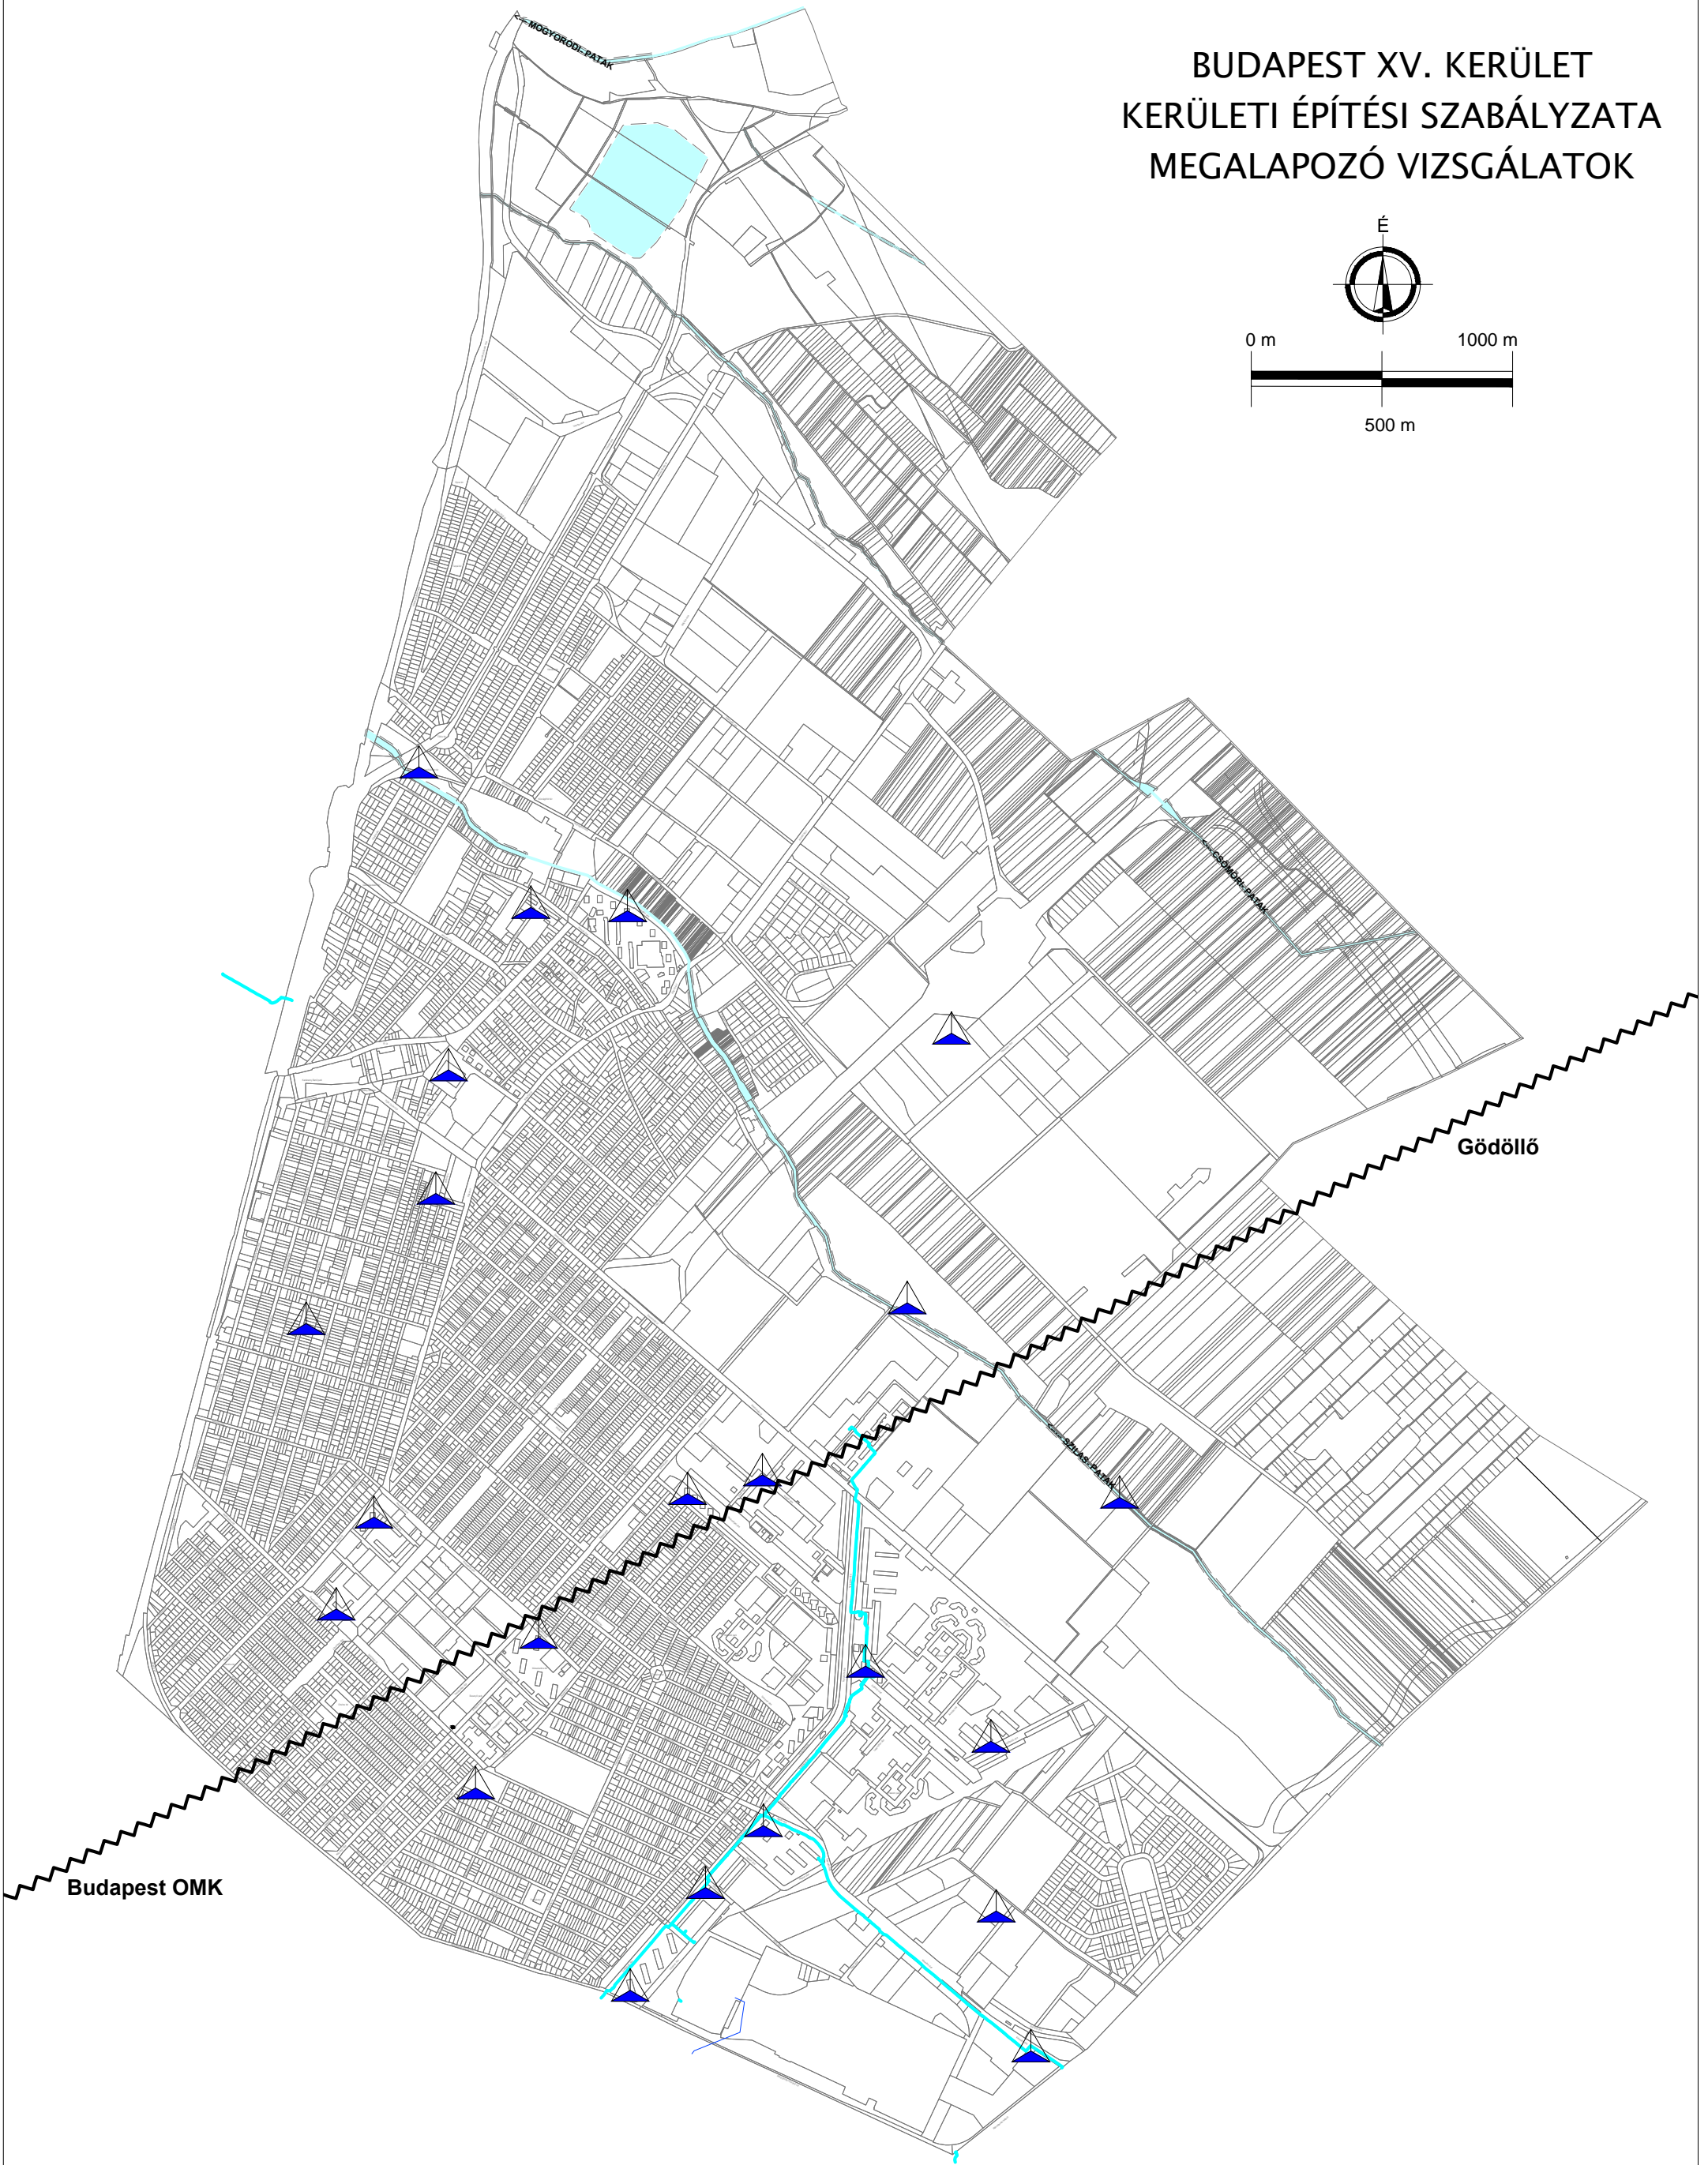 MOGYORÓDI-PATAK
BUDAPEST XV. KERÜLET
KERÜLETI ÉPÍTÉSI SZABÁLYZATA
MEGALAPOZÓ VIZSGÁLATOK
É
0 m
1000 m
500 m
CSÖMÖRI-PATAK
Gödöllő
SZILAS-PATAK
Budapest OMK